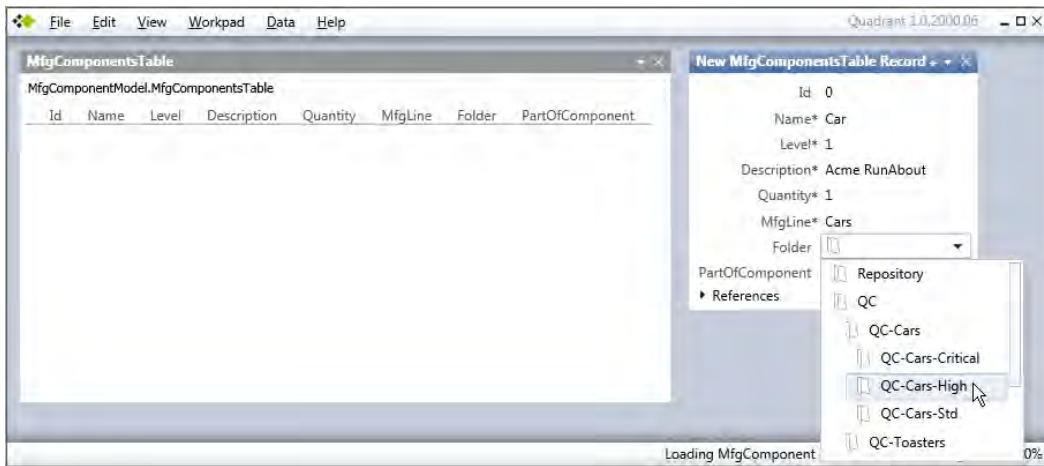 File Edit View Workpad Data Help Quadrant 1.0.2000.06
MfgComponentsTable
MfgComponentModel.MfgComponentsTable
Id Name Level Description Quantity MfgLine Folder PartOfComponent
New MfgComponentsTable Record
Id 0
Name* Car
Level* 1
Description* Acme RunAbout
Quantity* 1
MfgLine* Cars
Folder
PartOfComponent
References
Repository
QC
QC-Cars
QC-Cars-Critical
QC-Cars-High
QC-Cars-Std
QC-Toasters
Loading MfgComponent 0%